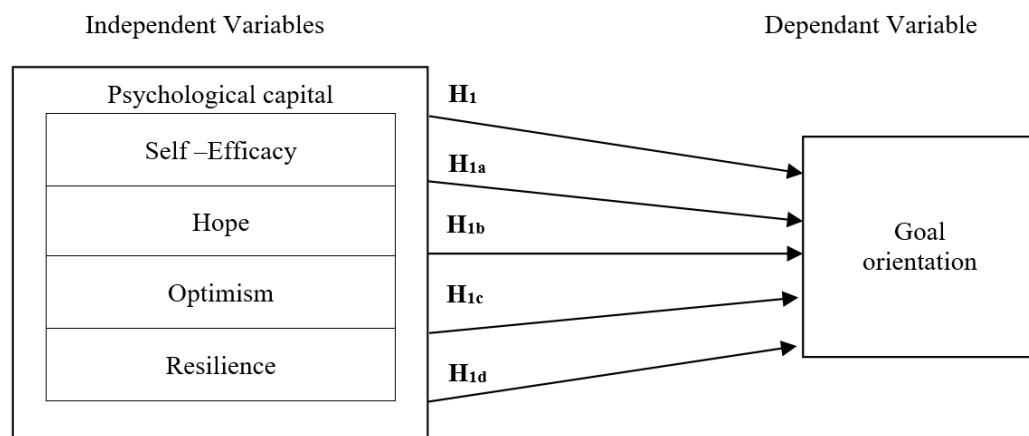 Independent Variables
Dependant Variable
Psychological capital
Self –Efficacy
Hope
Optimism
Resilience
H1
H1a
H1b
H1c
H1d
Goal
orientation